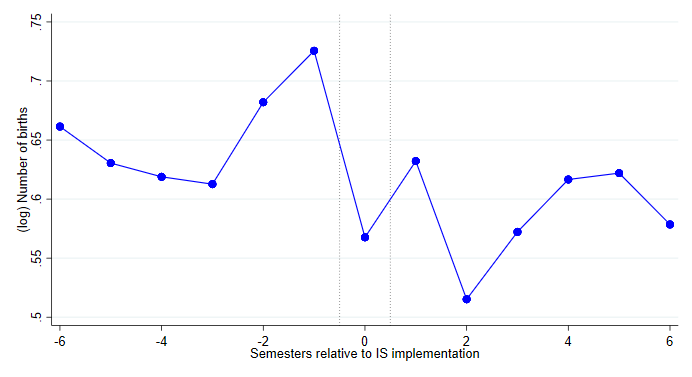 (log) Number of births
.75
.7
.65
.6
.55
.5
-6 -4 -2 0 2 4 6
Semesters relative to IS implementation